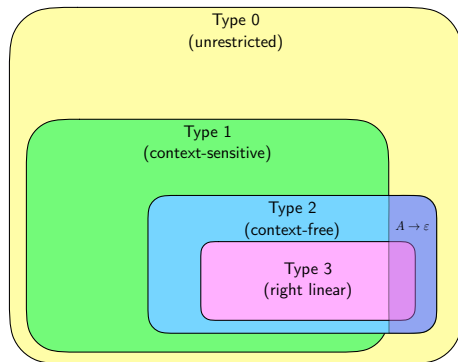 Type 0
(unrestricted)
Type 1
(context-sensitive)
Type 2
(context-free)
A → ε
Type 3
(right linear)